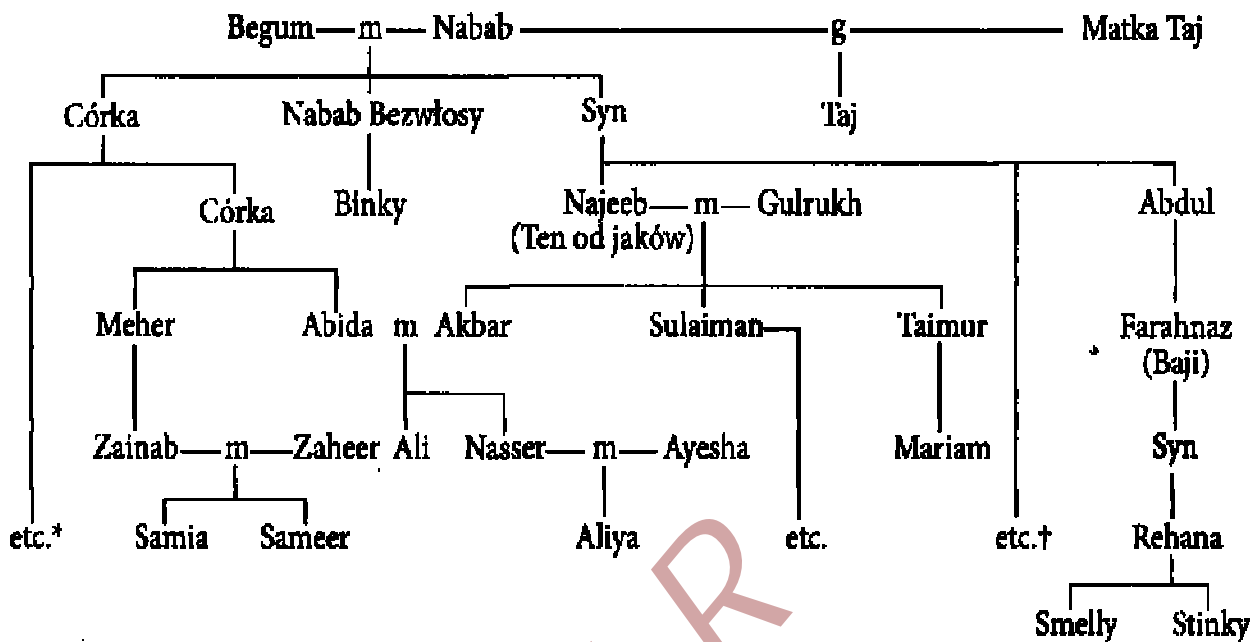 Begum m Nabab g Matka Taj
Córka Nabab Bezwłosy Syn Taj
Córka Binky Najeeb m Gulrukh Abdul
(Ten od jaków)
Meher Abida m Akbar Sulaiman Taimur Farahnaz
(Baji)
Zainab m Zaheer Ali Nasser m Ayesha Mariam Syn
etc.* Samia Sameer Aliya etc. etc.† Rehana
Smelly Stinky
R